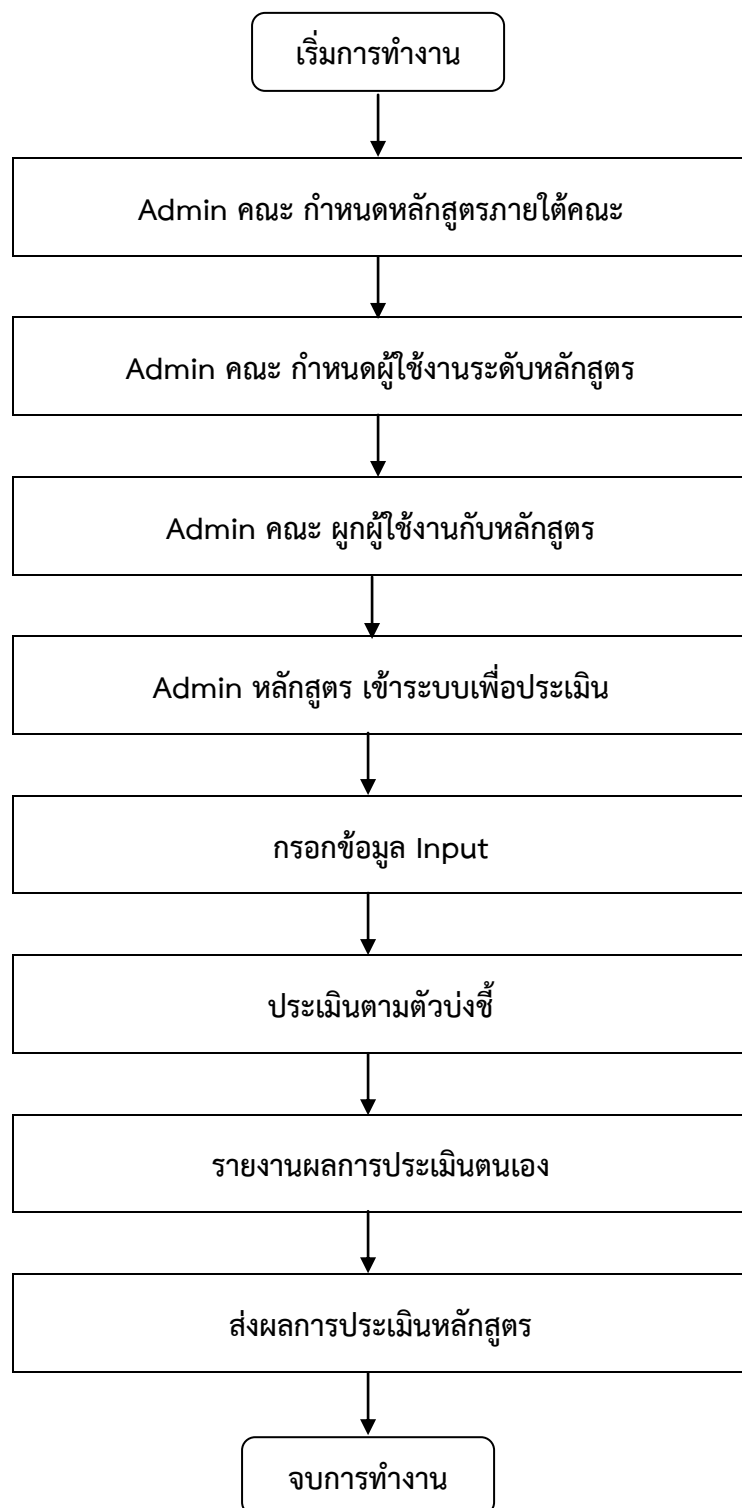 เริ่มการทำงาน
Admin คณะ กำหนดหลักสูตรภายใต้คณะ
Admin คณะ กำหนดผู้ใช้งานระดับหลักสูตร
Admin คณะ ผูกผู้ใช้งานกับหลักสูตร
Admin หลักสูตร เข้าระบบเพื่อประเมิน
กรอกข้อมูล Input
ประเมินตามตัวบ่งชี้
รายงานผลการประเมินตนเอง
ส่งผลการประเมินหลักสูตร
จบการทำงาน